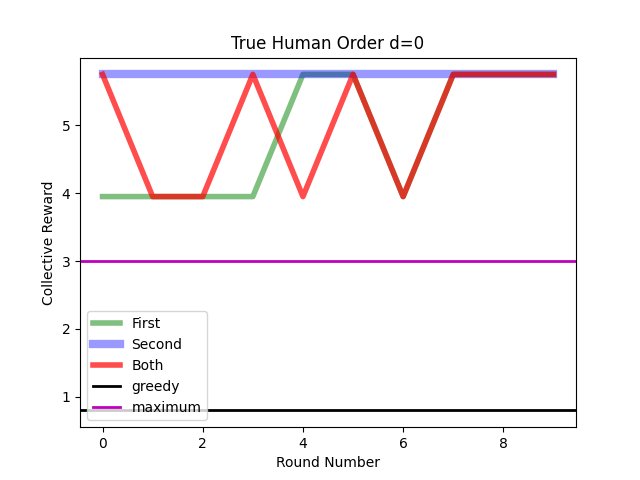 True Human Order d=0
Collective Reward
5
4
3
2
1
First
Second
Both
greedy
maximum
0 2 4 6 8
Round Number